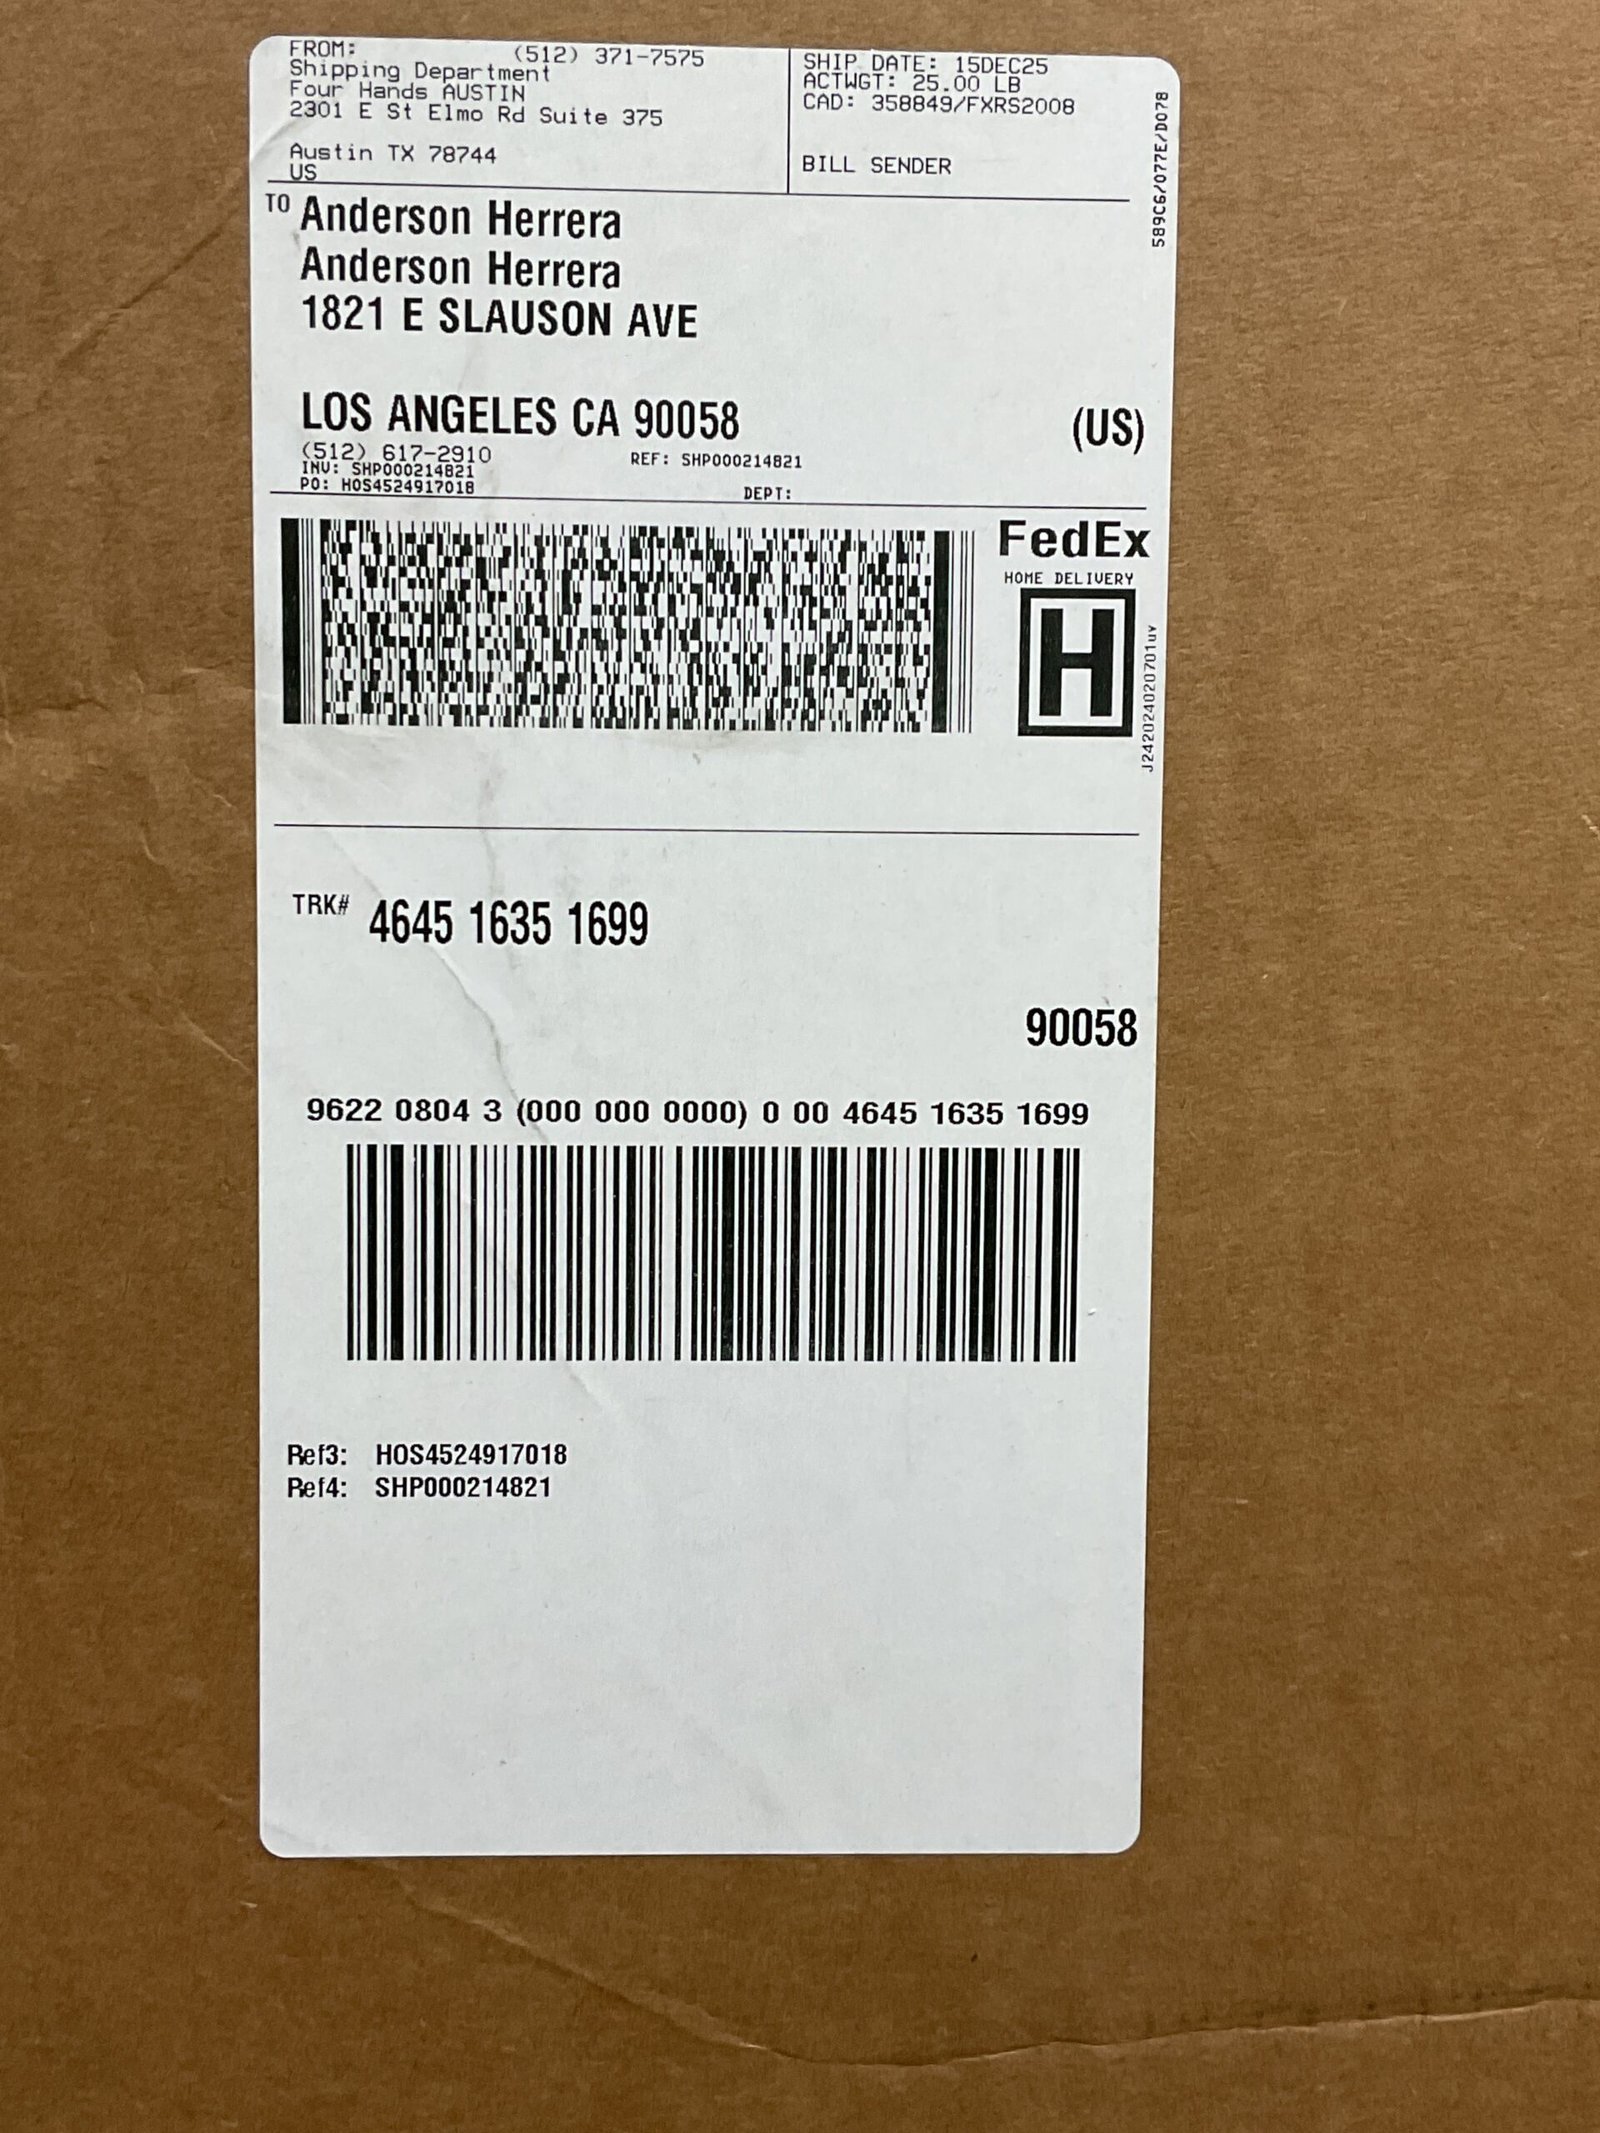 FROM: (512) 371-7575
Shipping Department
Four Hands AUSTIN
2301 E St Elmo Rd Suite 375
Austin TX 78744
US
SHIP DATE: 15DEC25
ACTWGT: 25.00 LB
CAD: 358849/FXRS2008
BILL SENDER
589C6/077E/D078
TO Anderson Herrera
Anderson Herrera
1821 E SLAUSON AVE
LOS ANGELES CA 90058 (US)
(512) 617-2910
INV: SHP000214821 REF: SHP000214821
PO: HOS4524917018 DEPT:
FedEx
HOME DELIVERY
H
J242024020701uv
TRK# 4645 1635 1699
90058
9622 0804 3 (000 000 0000) 0 00 4645 1635 1699
Ref3: HOS4524917018
Ref4: SHP000214821